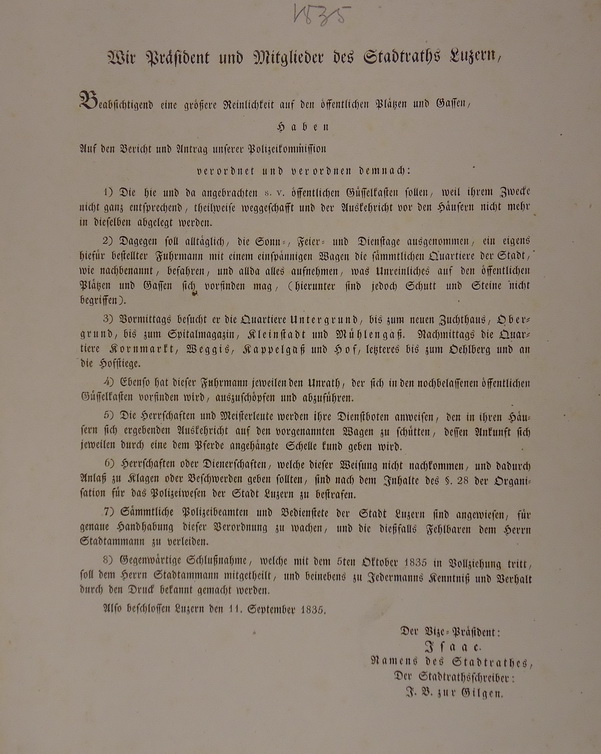 1835
Wir Präsident und Mitglieder des Stadtraths Luzern,
Beabsichtigend eine größere Reinlichkeit auf den öffentlichen Plätzen und Gassen,
Haben
Auf den Bericht und Antrag unserer Polizeikommission
verordnet und verordnen demnach:
1) Die hie und da angebrachten s. v. öffentlichen Güsselkasten sollen, weil ihrem Zwecke
nicht ganz entsprechend, theilweise weggeschafft und der Auskehricht vor den Häusern nicht mehr
in dieselben abgelegt werden.
2) Dagegen soll alltäglich, die Sonn-, Feier- und Dienstage ausgenommen, ein eigens
hiefür bestellter Fuhrmann mit einem einspännigen Wagen die sämmtlichen Quartiere der Stadt,
wie nachbenannt, befahren, und allda alles aufnehmen, was Unreinliches auf den öffentlichen
Plätzen und Gassen sich vorfinden mag, (hierunter sind jedoch Schutt und Steine nicht
begriffen).
3) Vormittags besucht er die Quartiere Untergrund, bis zum neuen Zuchthaus, Ober-
grund, bis zum Spitalmagazin, Kleinstadt und Mühlengaß. Nachmittags die Quar-
tiere Kornmarkt, Weggis, Kappelgaß und Hof, letzteres bis zum Oehlberg und an
die Hofstiege.
4) Ebenso hat dieser Fuhrmann jeweilen den Unrath, der sich in den nochbelassenen öffentlichen
Güsselkasten vorfinden wird, auszuschöpfen und abzuführen.
5) Die Herrschaften und Meisterleute werden ihre Dienstboten anweisen, den in ihren Häu-
sern sich ergebenden Auskehricht auf den vorgenannten Wagen zu schütten, dessen Ankunft sich
jeweilen durch eine dem Pferde angehängte Schelle kund geben wird.
6) Herrschaften oder Dienerschaften, welche dieser Weisung nicht nachkommen, und dadurch
Anlaß zu Klagen oder Beschwerden geben sollten, sind nach dem Inhalte des §. 28 der Organi-
sation für das Polizeiwesen der Stadt Luzern zu bestrafen.
7) Sämmtliche Polizeibeamten und Bedienstete der Stadt Luzern sind angewiesen, für
genaue Handhabung dieser Verordnung zu wachen, und die dießfalls Fehlbaren dem Herrn
Stadtammann zu verleiden.
8) Gegenwärtige Schlußnahme, welche mit dem 5ten Oktober 1835 in Vollziehung tritt,
soll dem Herrn Stadtammann mitgetheilt, und beinebens zu Jedermanns Kenntniß und Verhalt
durch den Druck bekannt gemacht werden.
Also beschlossen Luzern den 11. September 1835.
Der Vize-Präsident:
Isaac.
Namens des Stadtrathes,
Der Stadtrathsschreiber:
J. B. zur Gilgen.